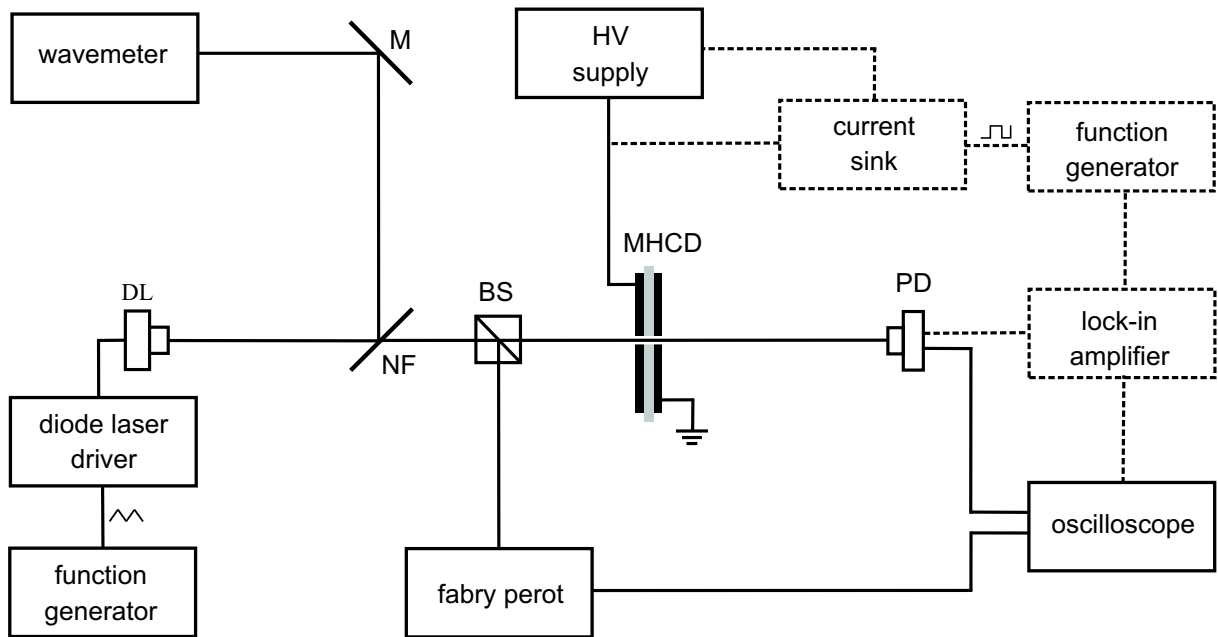 wavemeter
M
HV
supply
current
sink
function
generator
MHCD
DL
BS
PD
NF
lock-in
amplifier
diode laser
driver
oscilloscope
function
generator
fabry perot